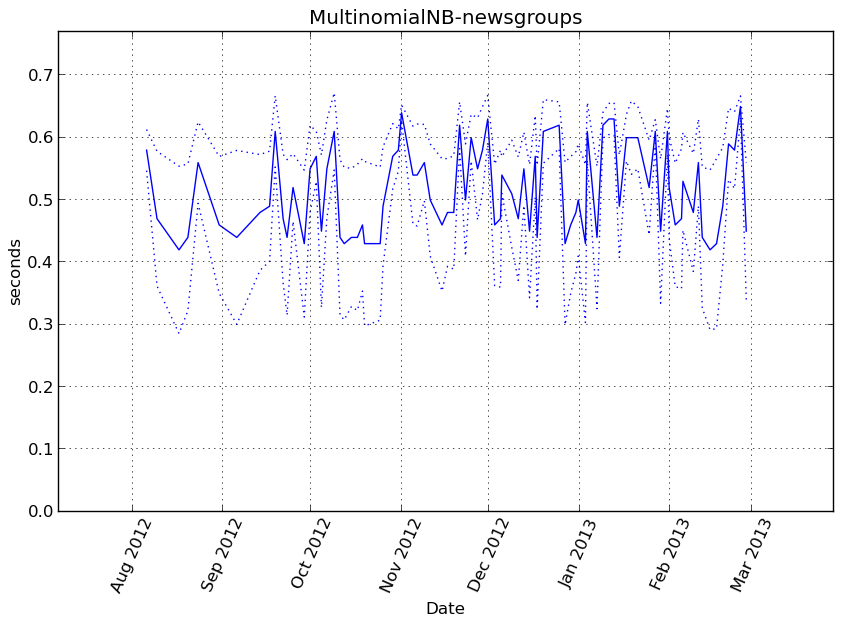 MultinomialNB-newsgroups
0.7
0.6
0.5
0.4
0.3
0.2
0.1
0.0
seconds
Aug 2012
Sep 2012
Oct 2012
Nov 2012
Dec 2012
Jan 2013
Feb 2013
Mar 2013
Date